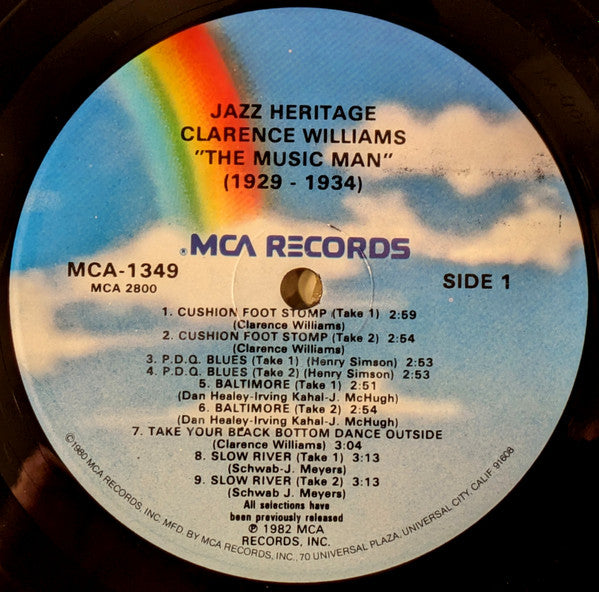 JAZZ HERITAGE
CLARENCE WILLIAMS
"THE MUSIC MAN"
(1929 - 1934)
®MCA RECORDS
MCA-1349
MCA 2800
SIDE 1
1. CUSHION FOOT STOMP (Take 1) 2:59
(Clarence Williams)
2. CUSHION FOOT STOMP (Take 2) 2:54
(Clarence Williams)
3. P.D.Q. BLUES (Take 1) (Henry Simson) 2:53
4. P.D.Q. BLUES (Take 2) (Henry Simson) 2:53
5. BALTIMORE (Take 1) 2:51
(Dan Healey-Irving Kahal-J. McHugh)
6. BALTIMORE (Take 2) 2:54
(Dan Healey-Irving Kahal-J. McHugh)
7. TAKE YOUR BLACK BOTTOM DANCE OUTSIDE
(Clarence Williams) 3:04
8. SLOW RIVER (Take 1) 3:13
(Schwab-J. Meyers)
9. SLOW RIVER (Take 2) 3:13
(Schwab J. Meyers)
All selections have
been previously released
℗ 1982 MCA
RECORDS, INC.
©1980 MCA RECORDS, INC. MFD. BY MCA RECORDS, INC., 70 UNIVERSAL PLAZA, UNIVERSAL CITY, CALIF. 91608